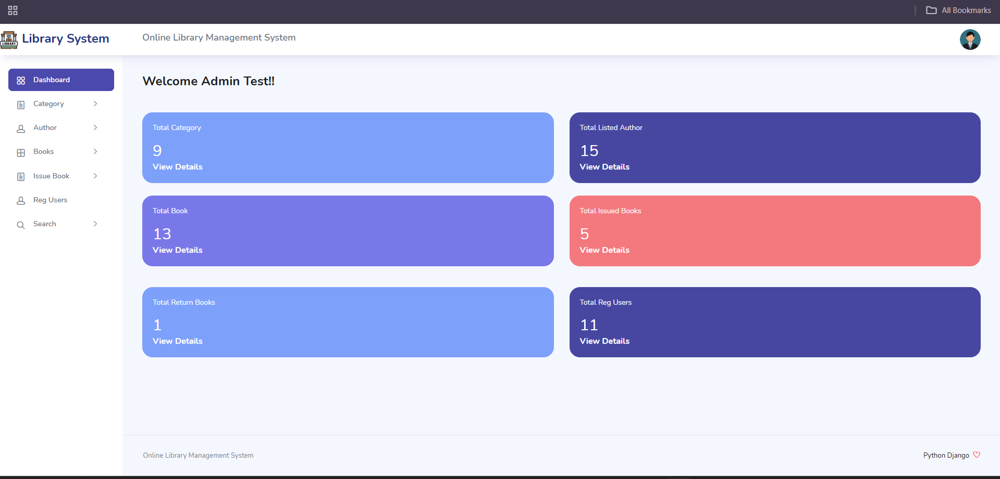 All Bookmarks
LIBRARY
Library System
Online Library Management System
Dashboard
Category
Author
Books
Issue Book
Reg Users
Search
Welcome Admin Test!!
Total Category
9
View Details
Total Listed Author
15
View Details
Total Book
13
View Details
Total Issued Books
5
View Details
Total Return Books
1
View Details
Total Reg Users
11
View Details
Online Library Management System
Python Django